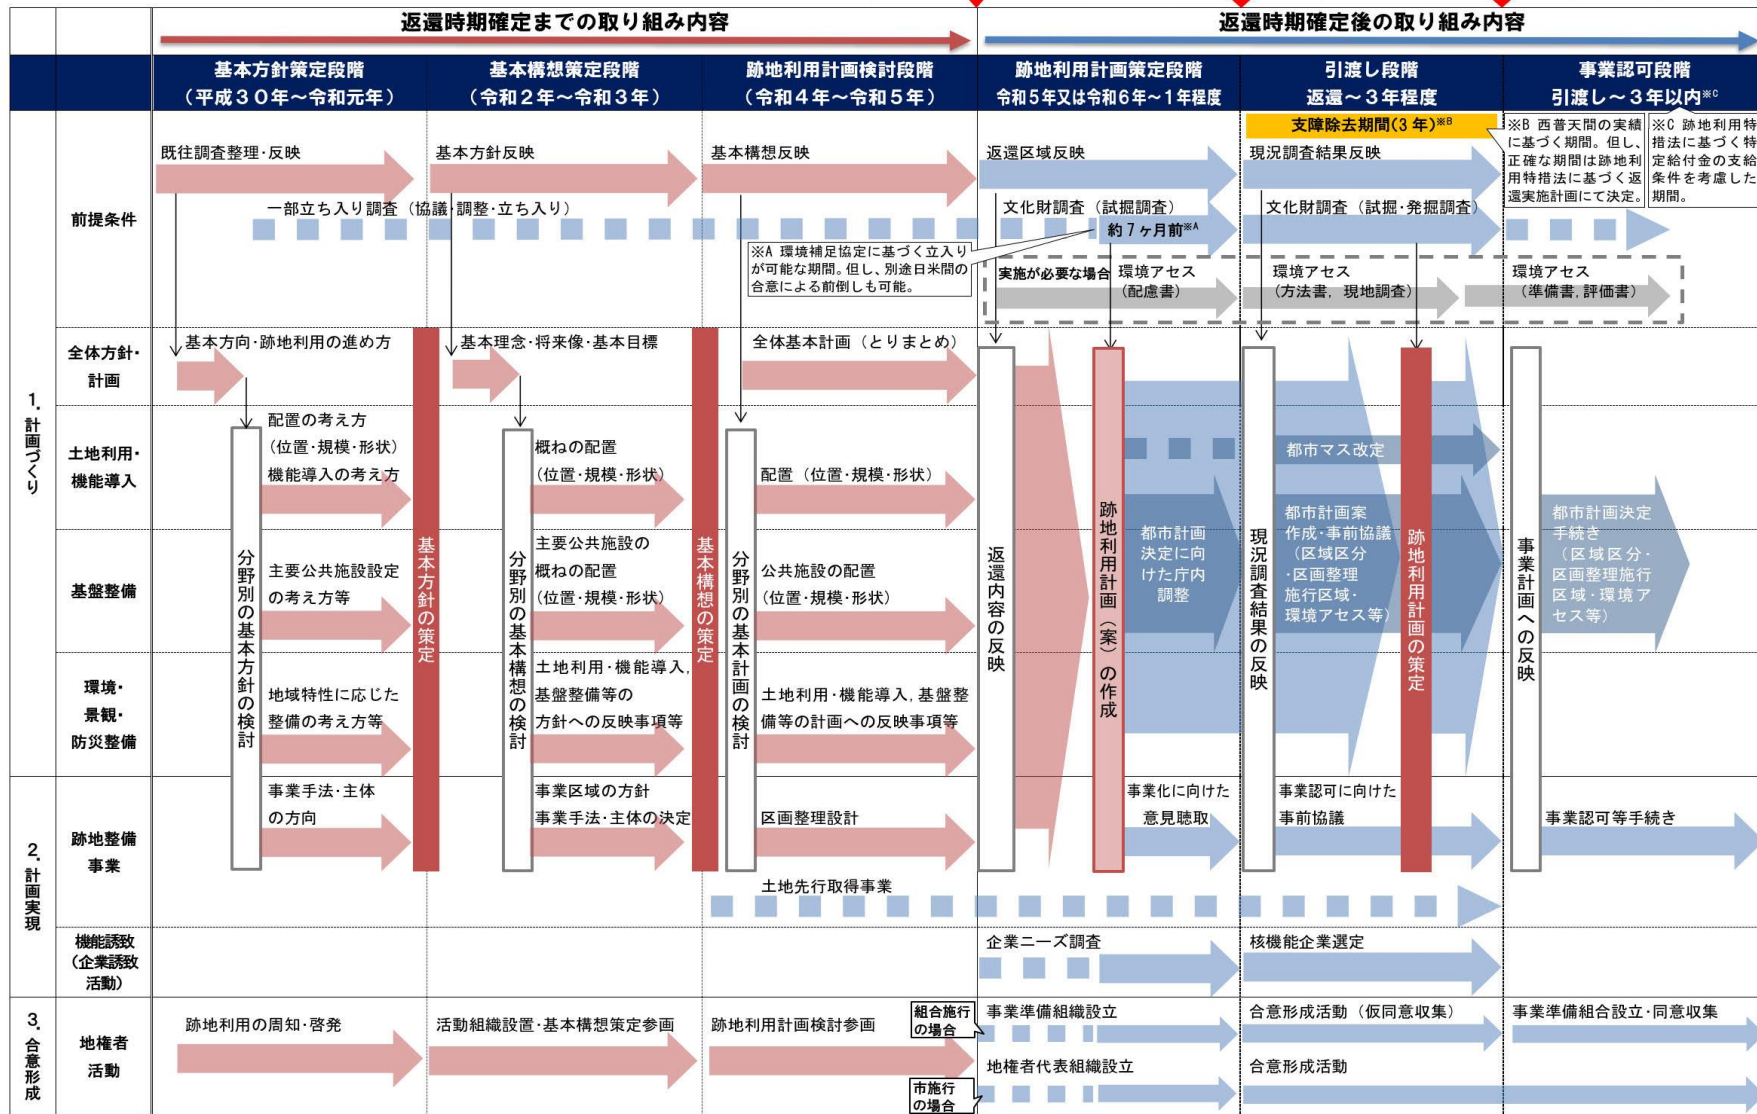 返還時期確定までの取り組み内容
返還時期確定後の取り組み内容
基本方針策定段階
（平成３０年～令和元年）
基本構想策定段階
（令和２年～令和３年）
跡地利用計画検討段階
（令和４年～令和５年）
跡地利用計画策定段階
令和５年又は令和６年～１年程度
引渡し段階
返還～３年程度
事業認可段階
引渡し～３年以内※C
１．計画づくり
前提条件
既往調査整理・反映
基本方針反映
基本構想反映
返還区域反映
支障除去期間(３年)※B
現況調査結果反映
※B 西普天間の実績
に基づく期間。但し、
正確な期間は跡地利
用特措法に基づく返
還実施計画にて決定。
※C 跡地利用特
措法に基づく特
定給付金の支給
条件を考慮した
期間。
一部立ち入り調査（協議・調整・立ち入り）
文化財調査（試掘調査）
約７ヶ月前※A
文化財調査（試掘・発掘調査）
※A 環境補足協定に基づく立入り
が可能な期間。但し、別途日米間の
合意による前倒しも可能。
実施が必要な場合
環境アセス
（配慮書）
環境アセス
（方法書，現地調査）
環境アセス
（準備書，評価書）
全体方針・
計画
基本方向・跡地利用の進め方
基本理念・将来像・基本目標
全体基本計画（とりまとめ）
土地利用・
機能導入
配置の考え方
（位置・規模・形状）
機能導入の考え方
概ねの配置
（位置・規模・形状）
配置（位置・規模・形状）
都市マス改定
基盤整備
主要公共施設設定
の考え方等
主要公共施設の
概ねの配置
（位置・規模・形状）
公共施設の配置
（位置・規模・形状）
都市計画
決定に向
けた庁内
調整
都市計画案
作成・事前協議
（区域区分
・区画整理
施行区域・
環境アセス等）
都市計画決定
手続き
（区域区分・
区画整理施行
区域・環境ア
セス等）
環境・
景観・
防災整備
地域特性に応じた
整備の考え方等
土地利用・機能導入，
基盤整備等の
方針への反映事項等
土地利用・機能導入，基盤整
備等の計画への反映事項等
分野別の基本方針の検討
基本方針の策定
分野別の基本構想の検討
基本構想の策定
分野別の基本計画の検討
返還内容の反映
跡地利用計画（案）の作成
現況調査結果の反映
跡地利用計画の策定
事業計画への反映
２．計画実現
跡地整備
事業
事業手法・主体
の方向
事業区域の方針
事業手法・主体の決定
区画整理設計
事業化に向けた
意見聴取
事業認可に向けた
事前協議
事業認可等手続き
土地先行取得事業
機能誘致
（企業誘致
活動）
企業ニーズ調査
核機能企業選定
３．合意形成
地権者
活動
跡地利用の周知・啓発
活動組織設置・基本構想策定参画
跡地利用計画検討参画
組合施行
の場合
事業準備組織設立
合意形成活動（仮同意収集）
事業準備組合設立・同意収集
市施行
の場合
地権者代表組織設立
合意形成活動